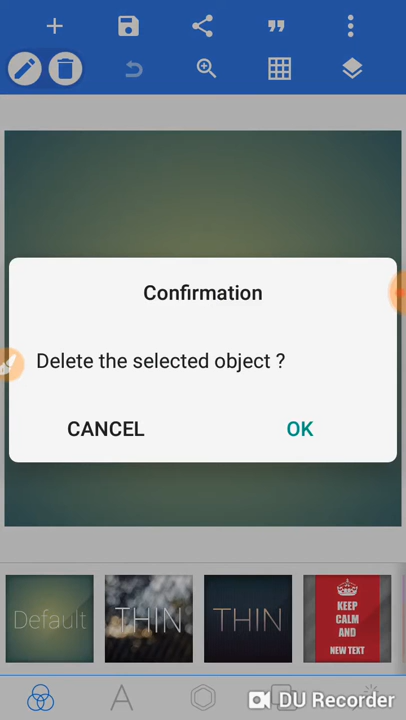 Confirmation
Delete the selected object ?
CANCEL
OK
Default
THIN
THIN
KEEP
CALM
AND
NEW TEXT
A
DU Recorder